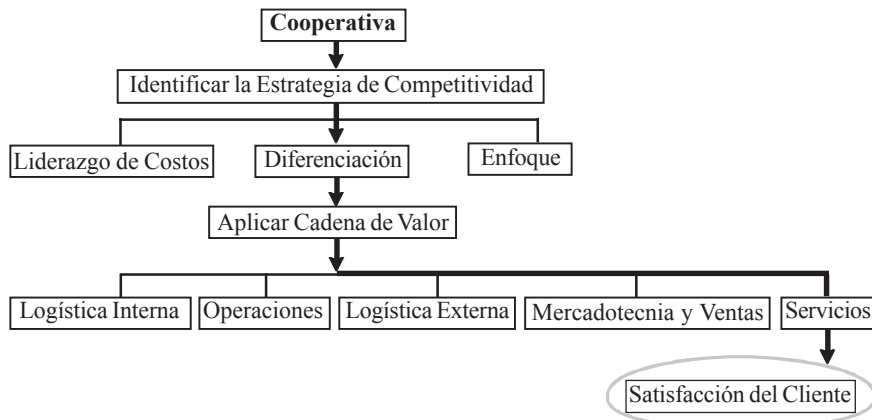 Cooperativa
Identificar la Estrategia de Competitividad
Liderazgo de Costos
Diferenciación
Enfoque
Aplicar Cadena de Valor
Logística Interna
Operaciones
Logística Externa
Mercadotecnia y Ventas
Servicios
Satisfacción del Cliente